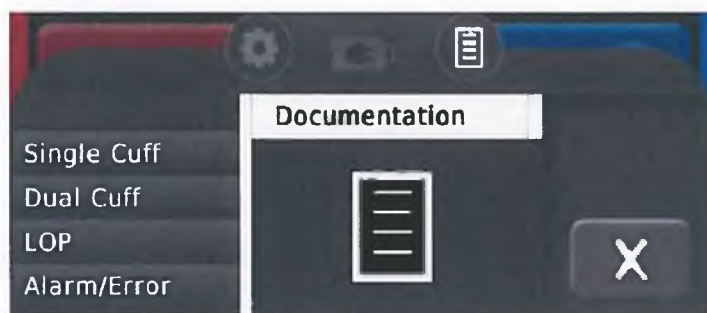 Documentation
Single Cuff
Dual Cuff
LOP
Alarm/Error
X